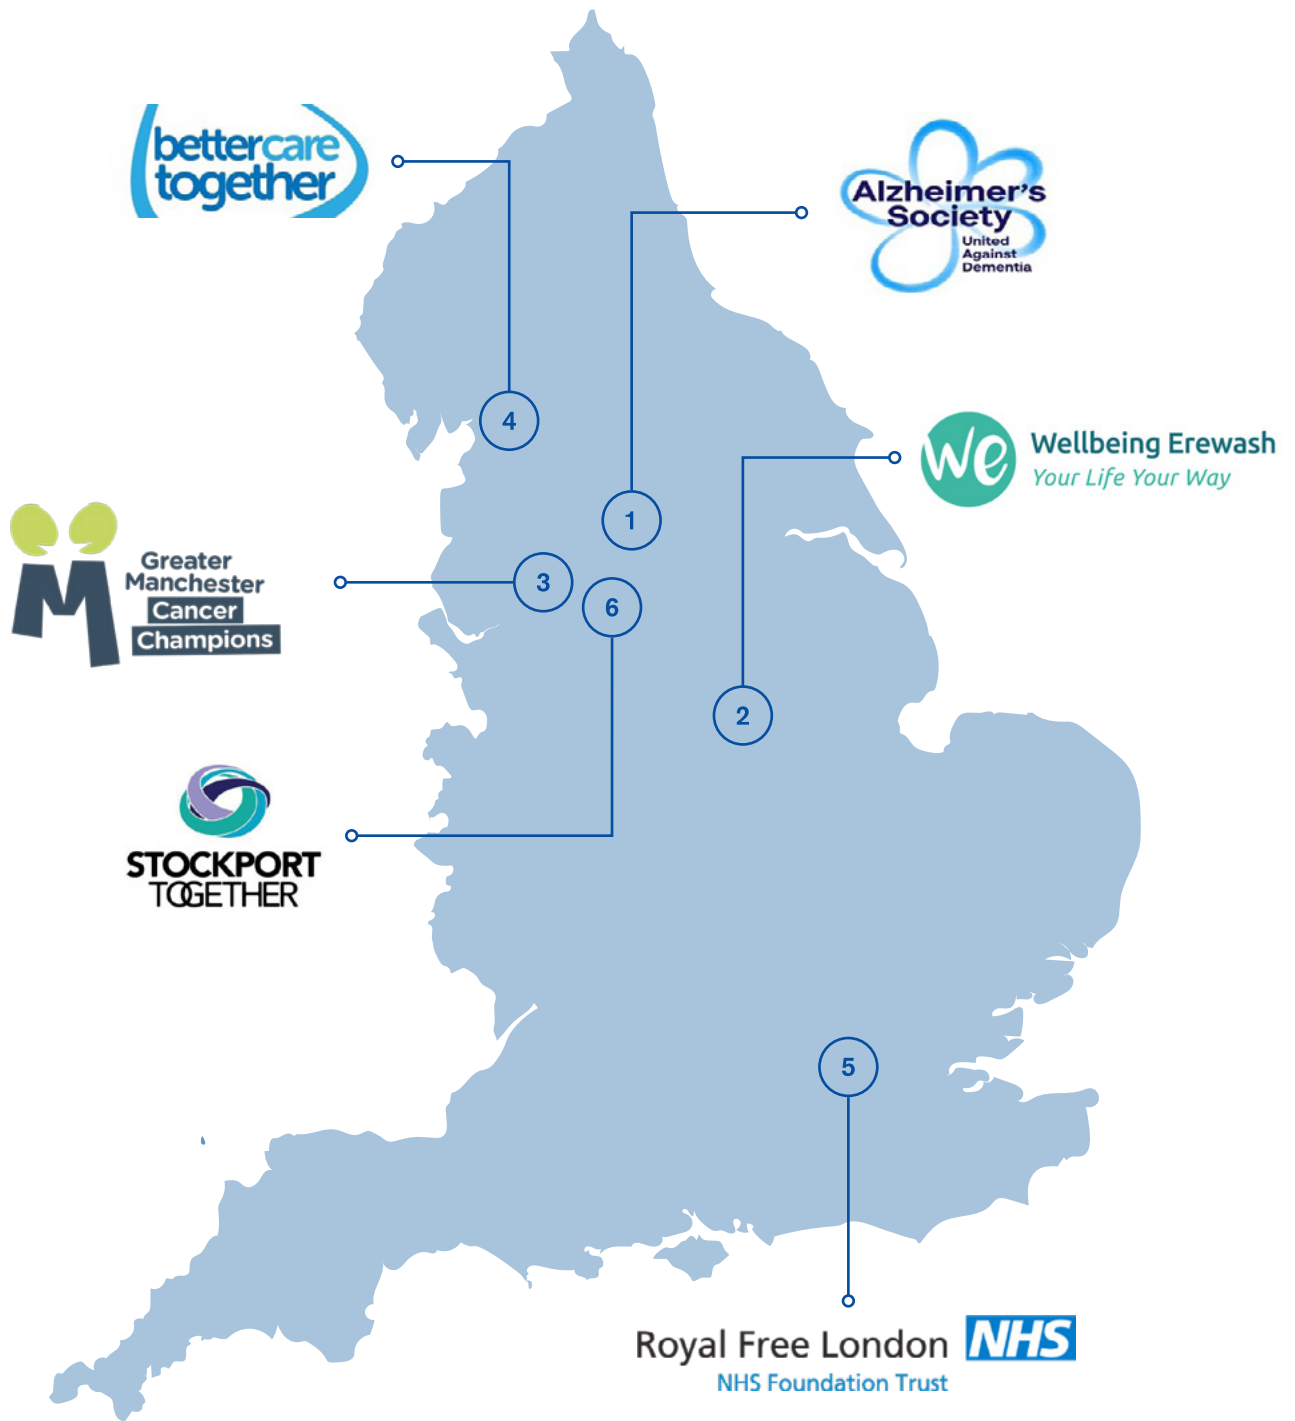 bettercare
together
Alzheimer's
Society
United
Against
Dementia
4
Wellbeing Erewash
Your Life Your Way
We
1
Greater
Manchester
Cancer
Champions
M
3
6
2
STOCKPORT
TOGETHER
5
Royal Free London NHS
NHS Foundation Trust